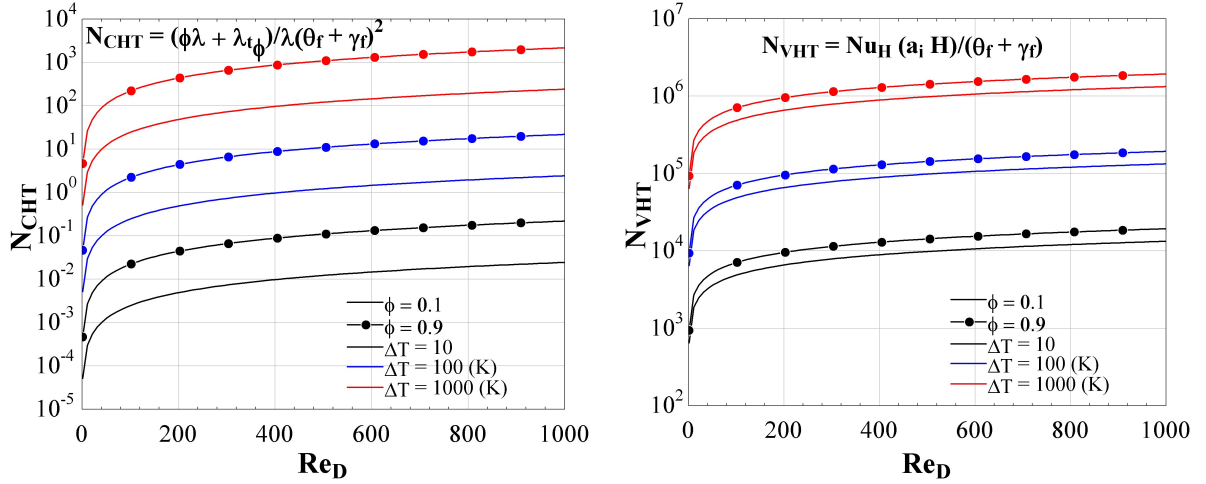 N_CHT = (ϕλ + λ_t_ϕ)/λ(θ_f + γ_f)^2
10^4
10^3
10^2
10^1
10^0
10^-1
10^-2
10^-3
10^-4
10^-5
N_CHT
ϕ = 0.1
ϕ = 0.9
ΔT = 10
ΔT = 100 (K)
ΔT = 1000 (K)
0 200 400 600 800 1000
Re_D
N_VHT = Nu_H (a_i H)/(θ_f + γ_f)
10^7
10^6
10^5
10^4
10^3
10^2
N_VHT
ϕ = 0.1
ϕ = 0.9
ΔT = 10
ΔT = 100 (K)
ΔT = 1000 (K)
0 200 400 600 800 1000
Re_D